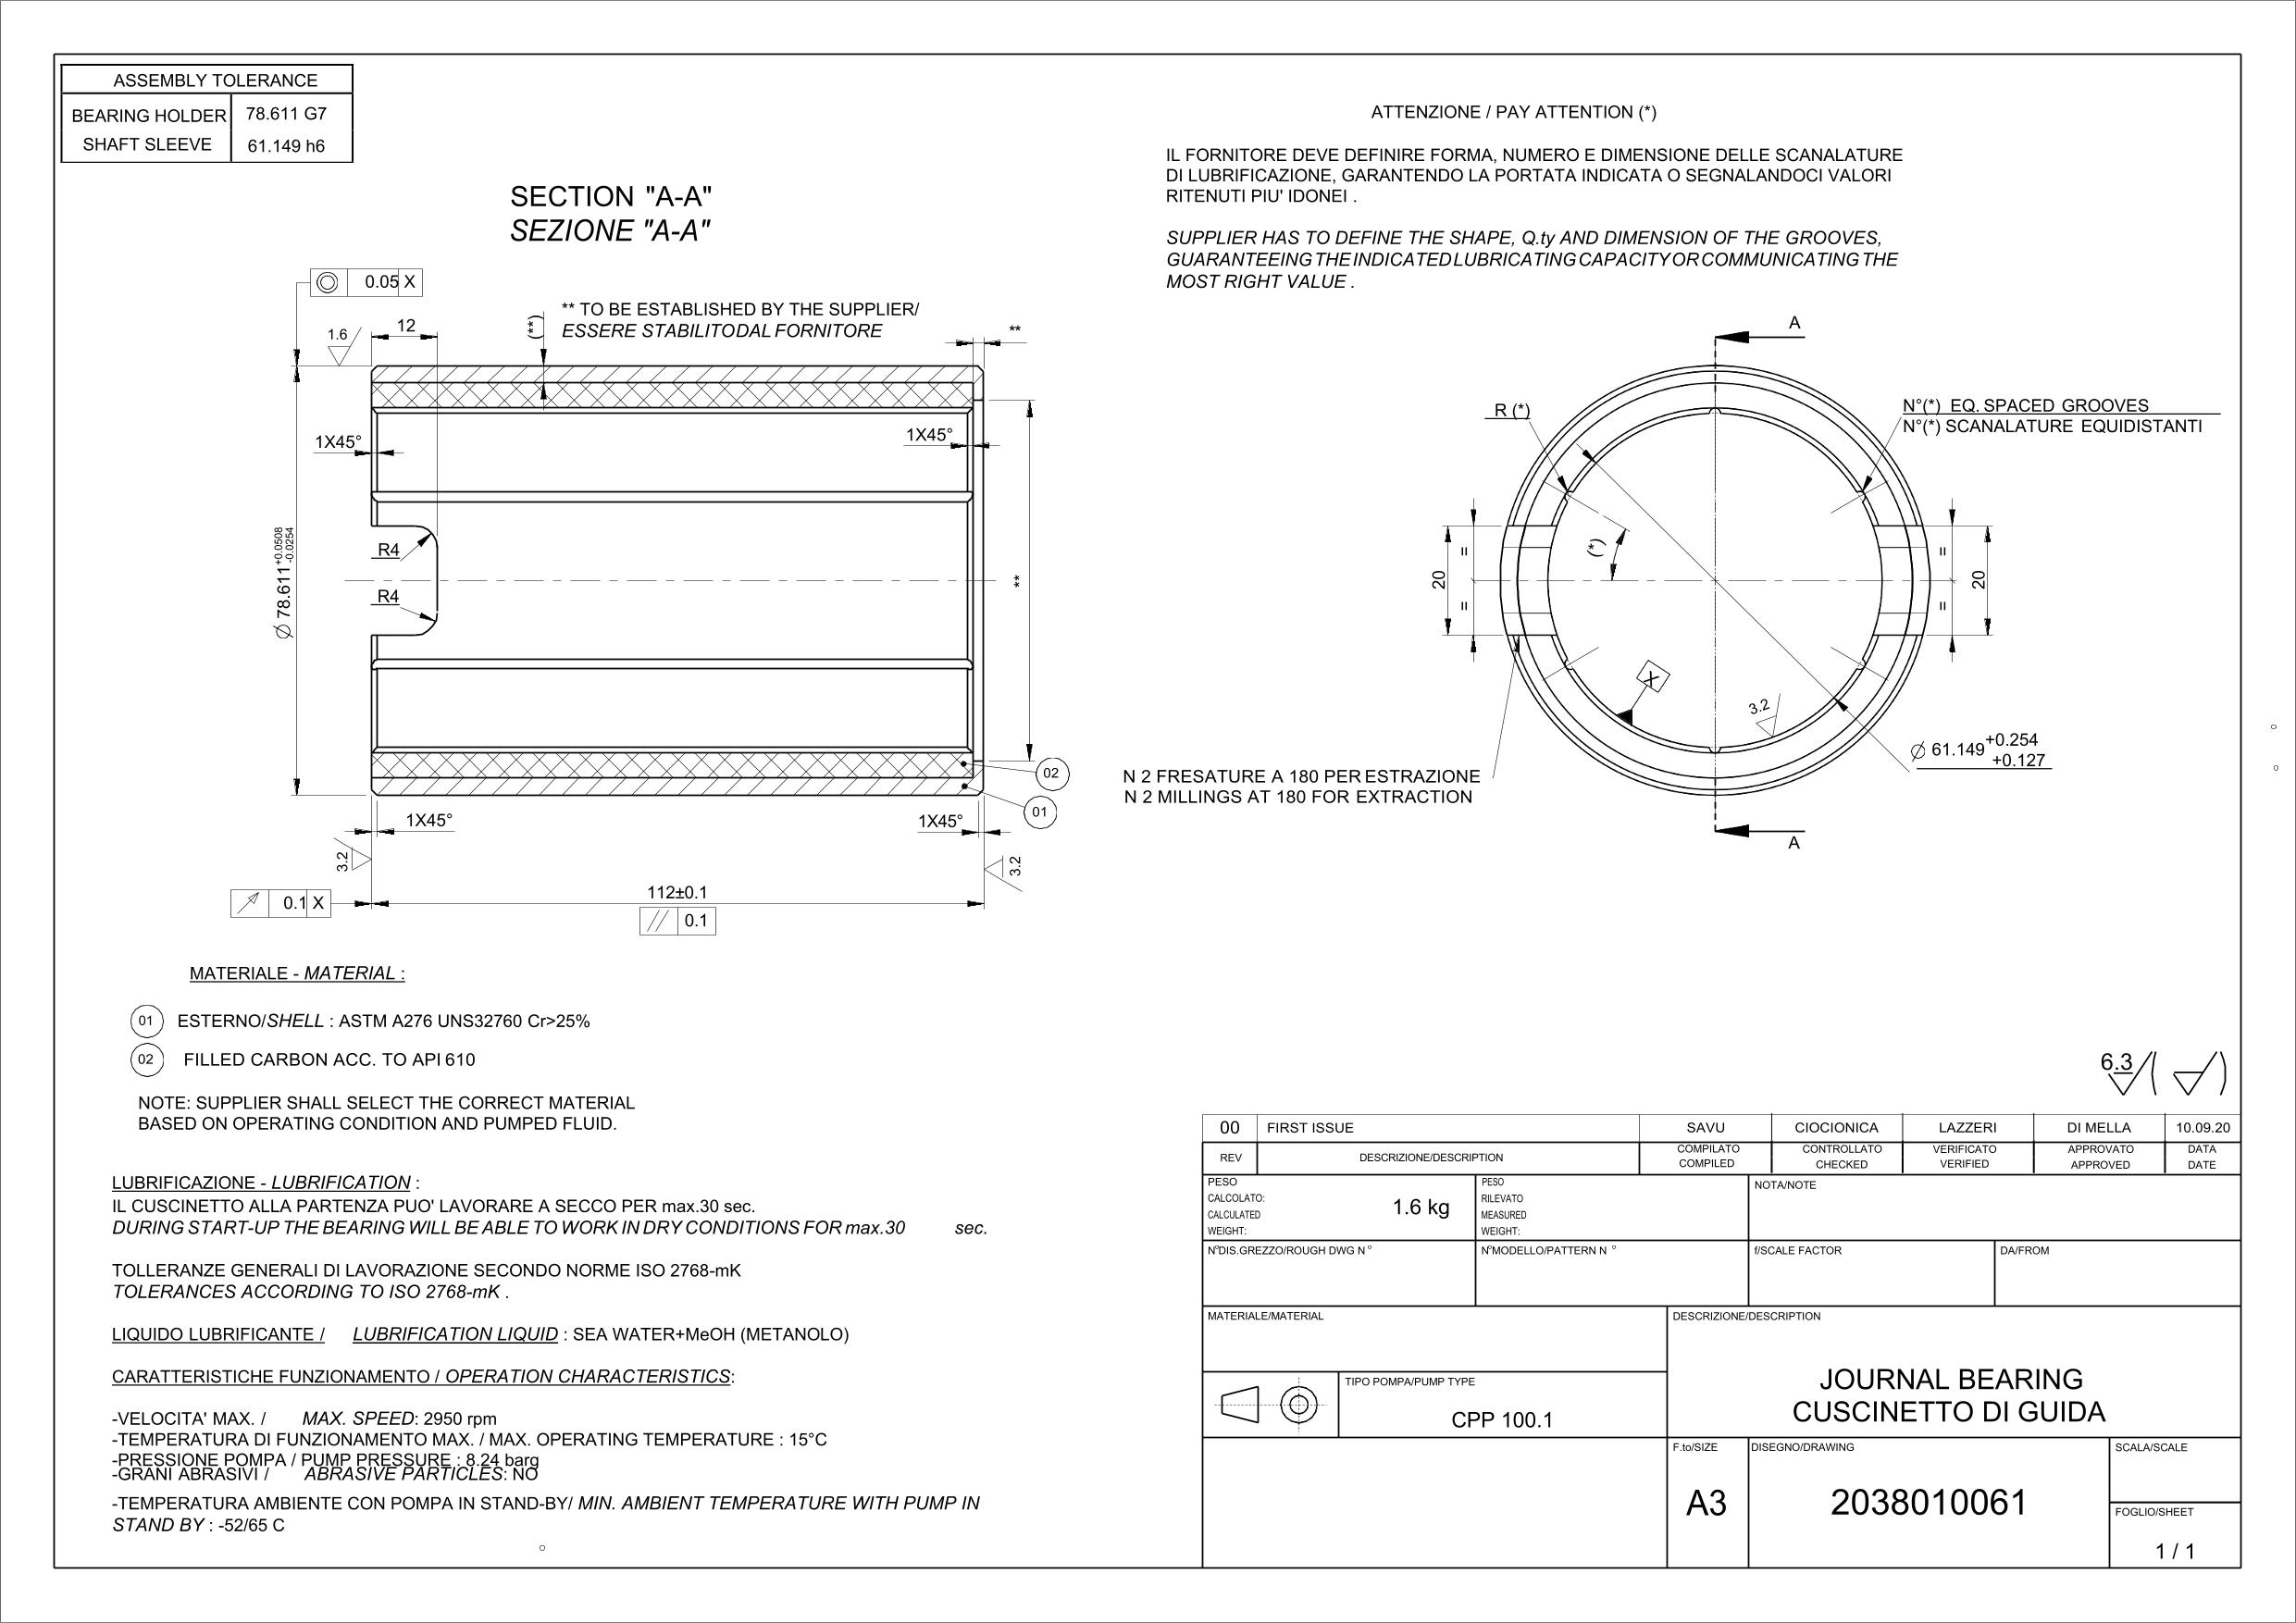 ASSEMBLY TOLERANCE
BEARING HOLDER 78.611 G7
SHAFT SLEEVE 61.149 h6
SECTION "A-A"
SEZIONE "A-A"
0.05 X
1.6
12
(**)
** TO BE ESTABLISHED BY THE SUPPLIER/
ESSERE STABILITO DAL FORNITORE
**
1X45°
1X45°
R4
R4
Ø 78.611 +0.0508 -0.0254
**
02
01
1X45°
1X45°
3.2
3.2
0.1 X
112±0.1
// 0.1
ATTENZIONE / PAY ATTENTION (*)
IL FORNITORE DEVE DEFINIRE FORMA, NUMERO E DIMENSIONE DELLE SCANALATURE
DI LUBRIFICAZIONE, GARANTENDO LA PORTATA INDICATA O SEGNALANDOCI VALORI
RITENUTI PIU' IDONEI .
SUPPLIER HAS TO DEFINE THE SHAPE, Q.ty AND DIMENSION OF THE GROOVES,
GUARANTEEING THE INDICATED LUBRICATING CAPACITY OR COMMUNICATING THE
MOST RIGHT VALUE .
A
R (*)
N°(*) EQ. SPACED GROOVES
N°(*) SCANALATURE EQUIDISTANTI
(*)
20
=
=
=
=
20
X
3.2
Ø 61.149 +0.254
+0.127
N 2 FRESATURE A 180 PER ESTRAZIONE
N 2 MILLINGS AT 180 FOR EXTRACTION
A
MATERIALE - MATERIAL :
01 ESTERNO/SHELL : ASTM A276 UNS32760 Cr>25%
02 FILLED CARBON ACC. TO API 610
NOTE: SUPPLIER SHALL SELECT THE CORRECT MATERIAL
BASED ON OPERATING CONDITION AND PUMPED FLUID.
LUBRIFICAZIONE - LUBRIFICATION :
IL CUSCINETTO ALLA PARTENZA PUO' LAVORARE A SECCO PER max.30 sec.
DURING START-UP THE BEARING WILL BE ABLE TO WORK IN DRY CONDITIONS FOR max.30 sec.
TOLLERANZE GENERALI DI LAVORAZIONE SECONDO NORME ISO 2768-mK
TOLERANCES ACCORDING TO ISO 2768-mK .
LIQUIDO LUBRIFICANTE / LUBRIFICATION LIQUID : SEA WATER+MeOH (METANOLO)
CARATTERISTICHE FUNZIONAMENTO / OPERATION CHARACTERISTICS:
-VELOCITA' MAX. / MAX. SPEED: 2950 rpm
-TEMPERATURA DI FUNZIONAMENTO MAX. / MAX. OPERATING TEMPERATURE : 15°C
-PRESSIONE POMPA / PUMP PRESSURE : 8.24 barg
-GRANI ABRASIVI / ABRASIVE PARTICLES: NO
-TEMPERATURA AMBIENTE CON POMPA IN STAND-BY/ MIN. AMBIENT TEMPERATURE WITH PUMP IN
STAND BY : -52/65 C
6.3 ( )
00 FIRST ISSUE SAVU CIOCIONICA LAZZERI DI MELLA 10.09.20
REV DESCRIZIONE/DESCRIPTION COMPILATO CONTROLLATO VERIFICATO APPROVATO DATA
COMPILED CHECKED VERIFIED APPROVED DATE
PESO
CALCOLATO:
CALCULATED
WEIGHT:
1.6 kg
PESO
RILEVATO
MEASURED
WEIGHT:
NOTA/NOTE
N°DIS.GREZZO/ROUGH DWG N° N°MODELLO/PATTERN N° f/SCALE FACTOR DA/FROM
MATERIALE/MATERIAL DESCRIZIONE/DESCRIPTION
JOURNAL BEARING
CUSCINETTO DI GUIDA
TIPO POMPA/PUMP TYPE
CPP 100.1
F.to/SIZE DISEGNO/DRAWING SCALA/SCALE
A3 2038010061
FOGLIO/SHEET
1 / 1